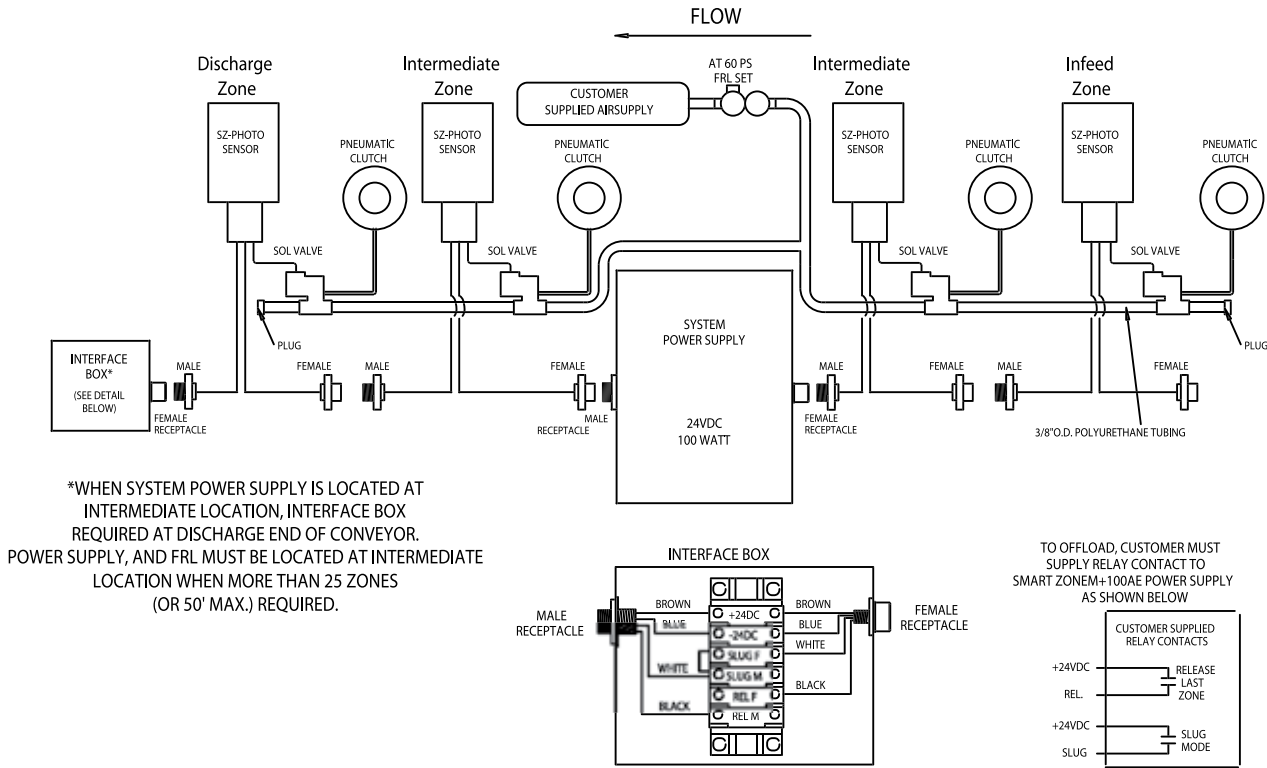 FLOW
Discharge
Zone
Intermediate
Zone
AT 60 PS
FRL SET
CUSTOMER
SUPPLIED AIRSUPPLY
Intermediate
Zone
Infeed
Zone
SZ-PHOTO
SENSOR
PNEUMATIC
CLUTCH
SZ-PHOTO
SENSOR
PNEUMATIC
CLUTCH
SZ-PHOTO
SENSOR
PNEUMATIC
CLUTCH
SZ-PHOTO
SENSOR
PNEUMATIC
CLUTCH
SOL VALVE
SOL VALVE
SOL VALVE
SOL VALVE
PLUG
PLUG
INTERFACE
BOX*
(SEE DETAIL
BELOW)
MALE
FEMALE
RECEPTACLE
FEMALE
MALE
FEMALE
MALE
RECEPTACLE
SYSTEM
POWER SUPPLY
24VDC
100 WATT
MALE
FEMALE
RECEPTACLE
FEMALE
MALE
FEMALE
3/8"O.D. POLYURETHANE TUBING
*WHEN SYSTEM POWER SUPPLY IS LOCATED AT
INTERMEDIATE LOCATION, INTERFACE BOX
REQUIRED AT DISCHARGE END OF CONVEYOR.
POWER SUPPLY, AND FRL MUST BE LOCATED AT INTERMEDIATE
LOCATION WHEN MORE THAN 25 ZONES
(OR 50' MAX.) REQUIRED.
INTERFACE BOX
MALE
RECEPTACLE
BROWN
BLUE
WHITE
BLACK
+24DC
-24DC
SLUG F
SLUG M
REL F
REL M
BROWN
BLUE
WHITE
BLACK
FEMALE
RECEPTACLE
TO OFFLOAD, CUSTOMER MUST
SUPPLY RELAY CONTACT TO
SMART ZONEM+100AE POWER SUPPLY
AS SHOWN BELOW
CUSTOMER SUPPLIED
RELAY CONTACTS
+24VDC
REL.
RELEASE
LAST
ZONE
+24VDC
SLUG
SLUG
MODE